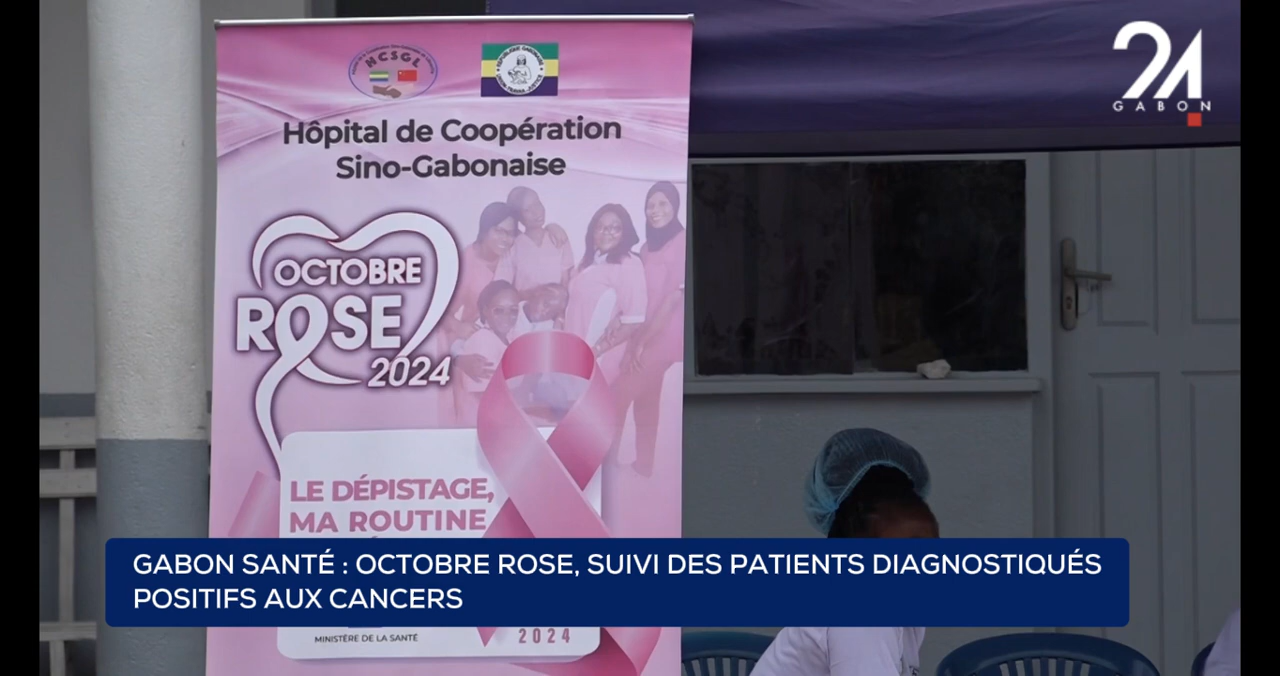 HCSGL
24
GABON
Hôpital de Coopération
Sino-Gabonaise
OCTOBRE
ROSE
2024
LE DÉPISTAGE,
MA ROUTINE
GABON SANTÉ : OCTOBRE ROSE, SUIVI DES PATIENTS DIAGNOSTIQUÉS
POSITIFS AUX CANCERS
MINISTÈRE DE LA SANTÉ
2024